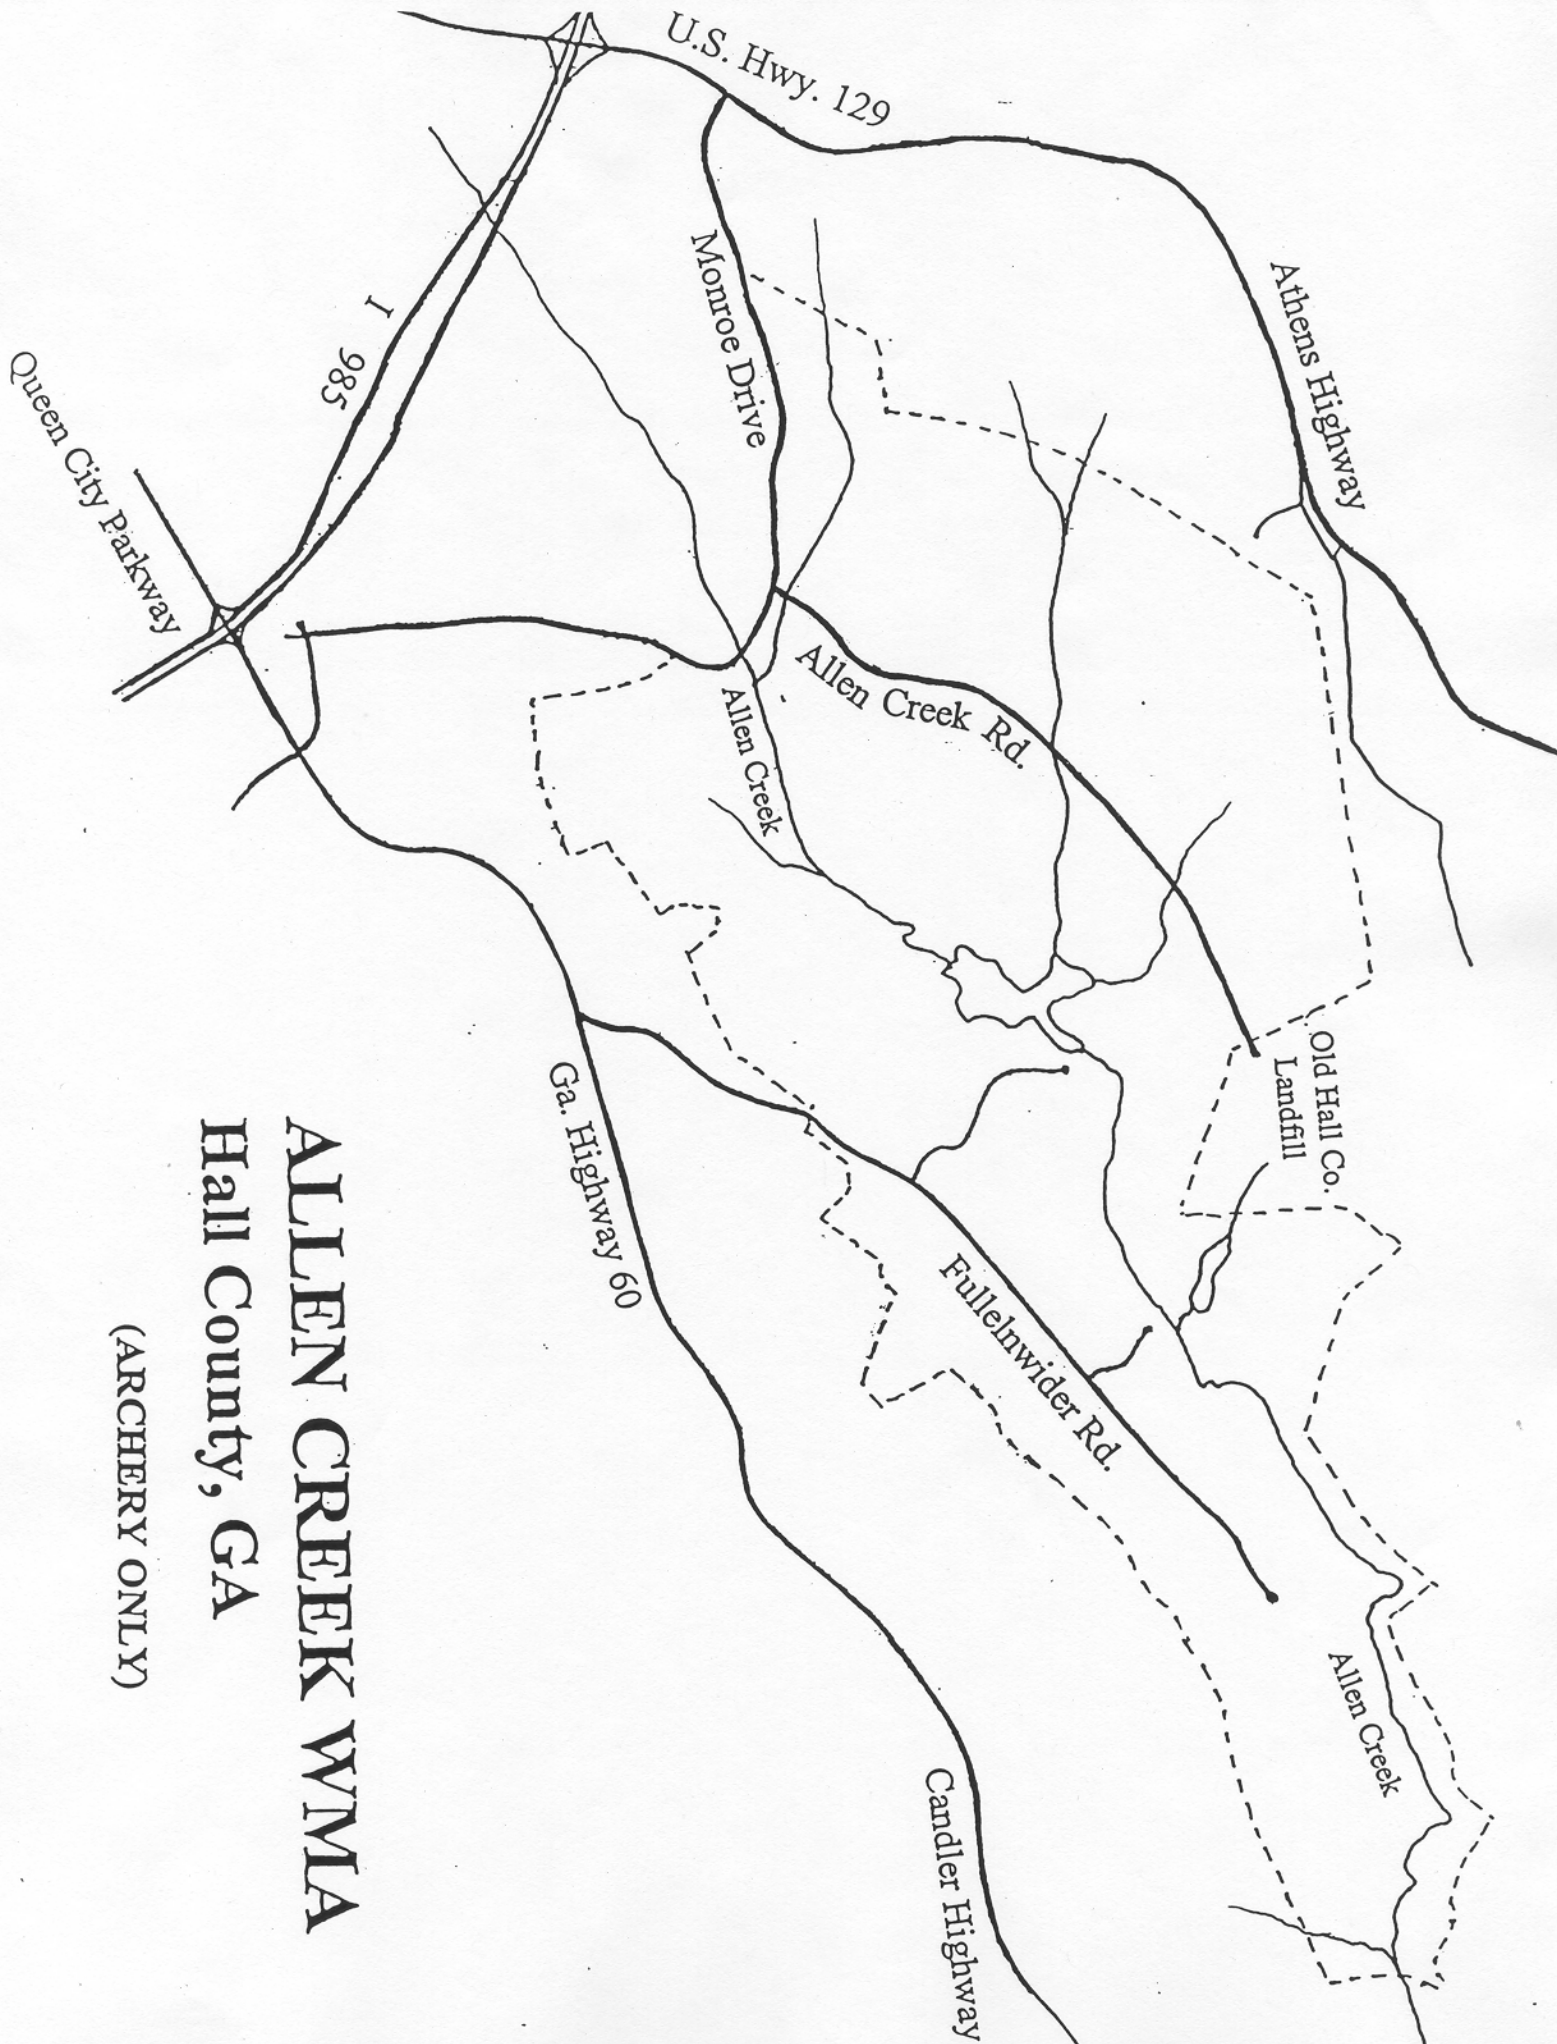 U.S. Hwy. 129
Athens Highway
Monroe Drive
I 985
Queen City Parkway
Allen Creek Rd.
Allen Creek
Old Hall Co.
Landfill
Ga. Highway 60
Fullelnwider Rd.
Allen Creek
Candler Highway
ALLEN CREEK WMA
Hall County, GA
(ARCHERY ONLY)